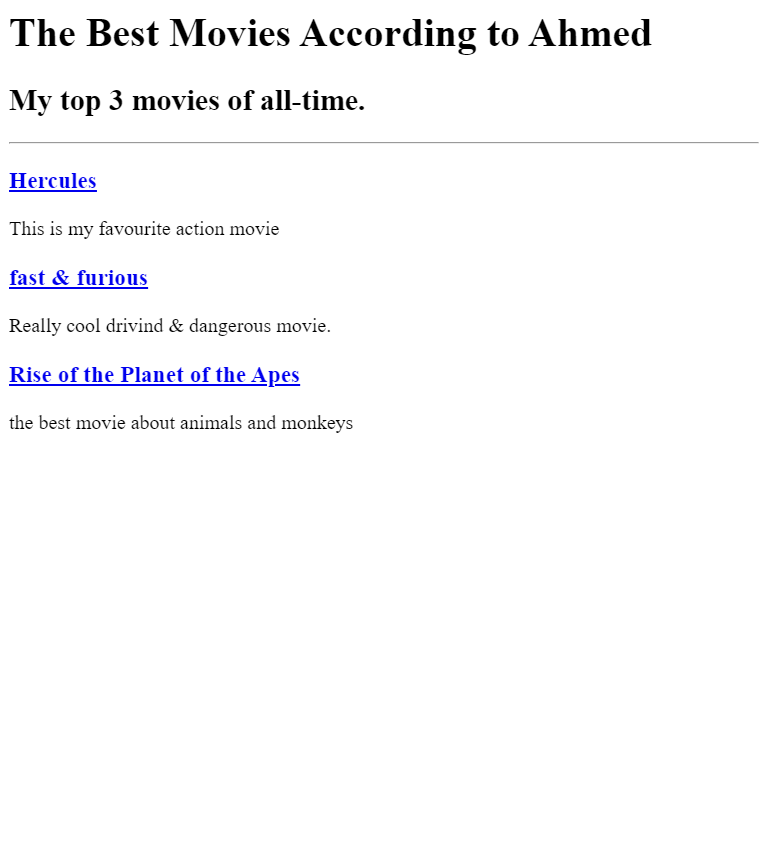 The Best Movies According to Ahmed
My top 3 movies of all-time.
Hercules
This is my favourite action movie
fast & furious
Really cool drivind & dangerous movie.
Rise of the Planet of the Apes
the best movie about animals and monkeys